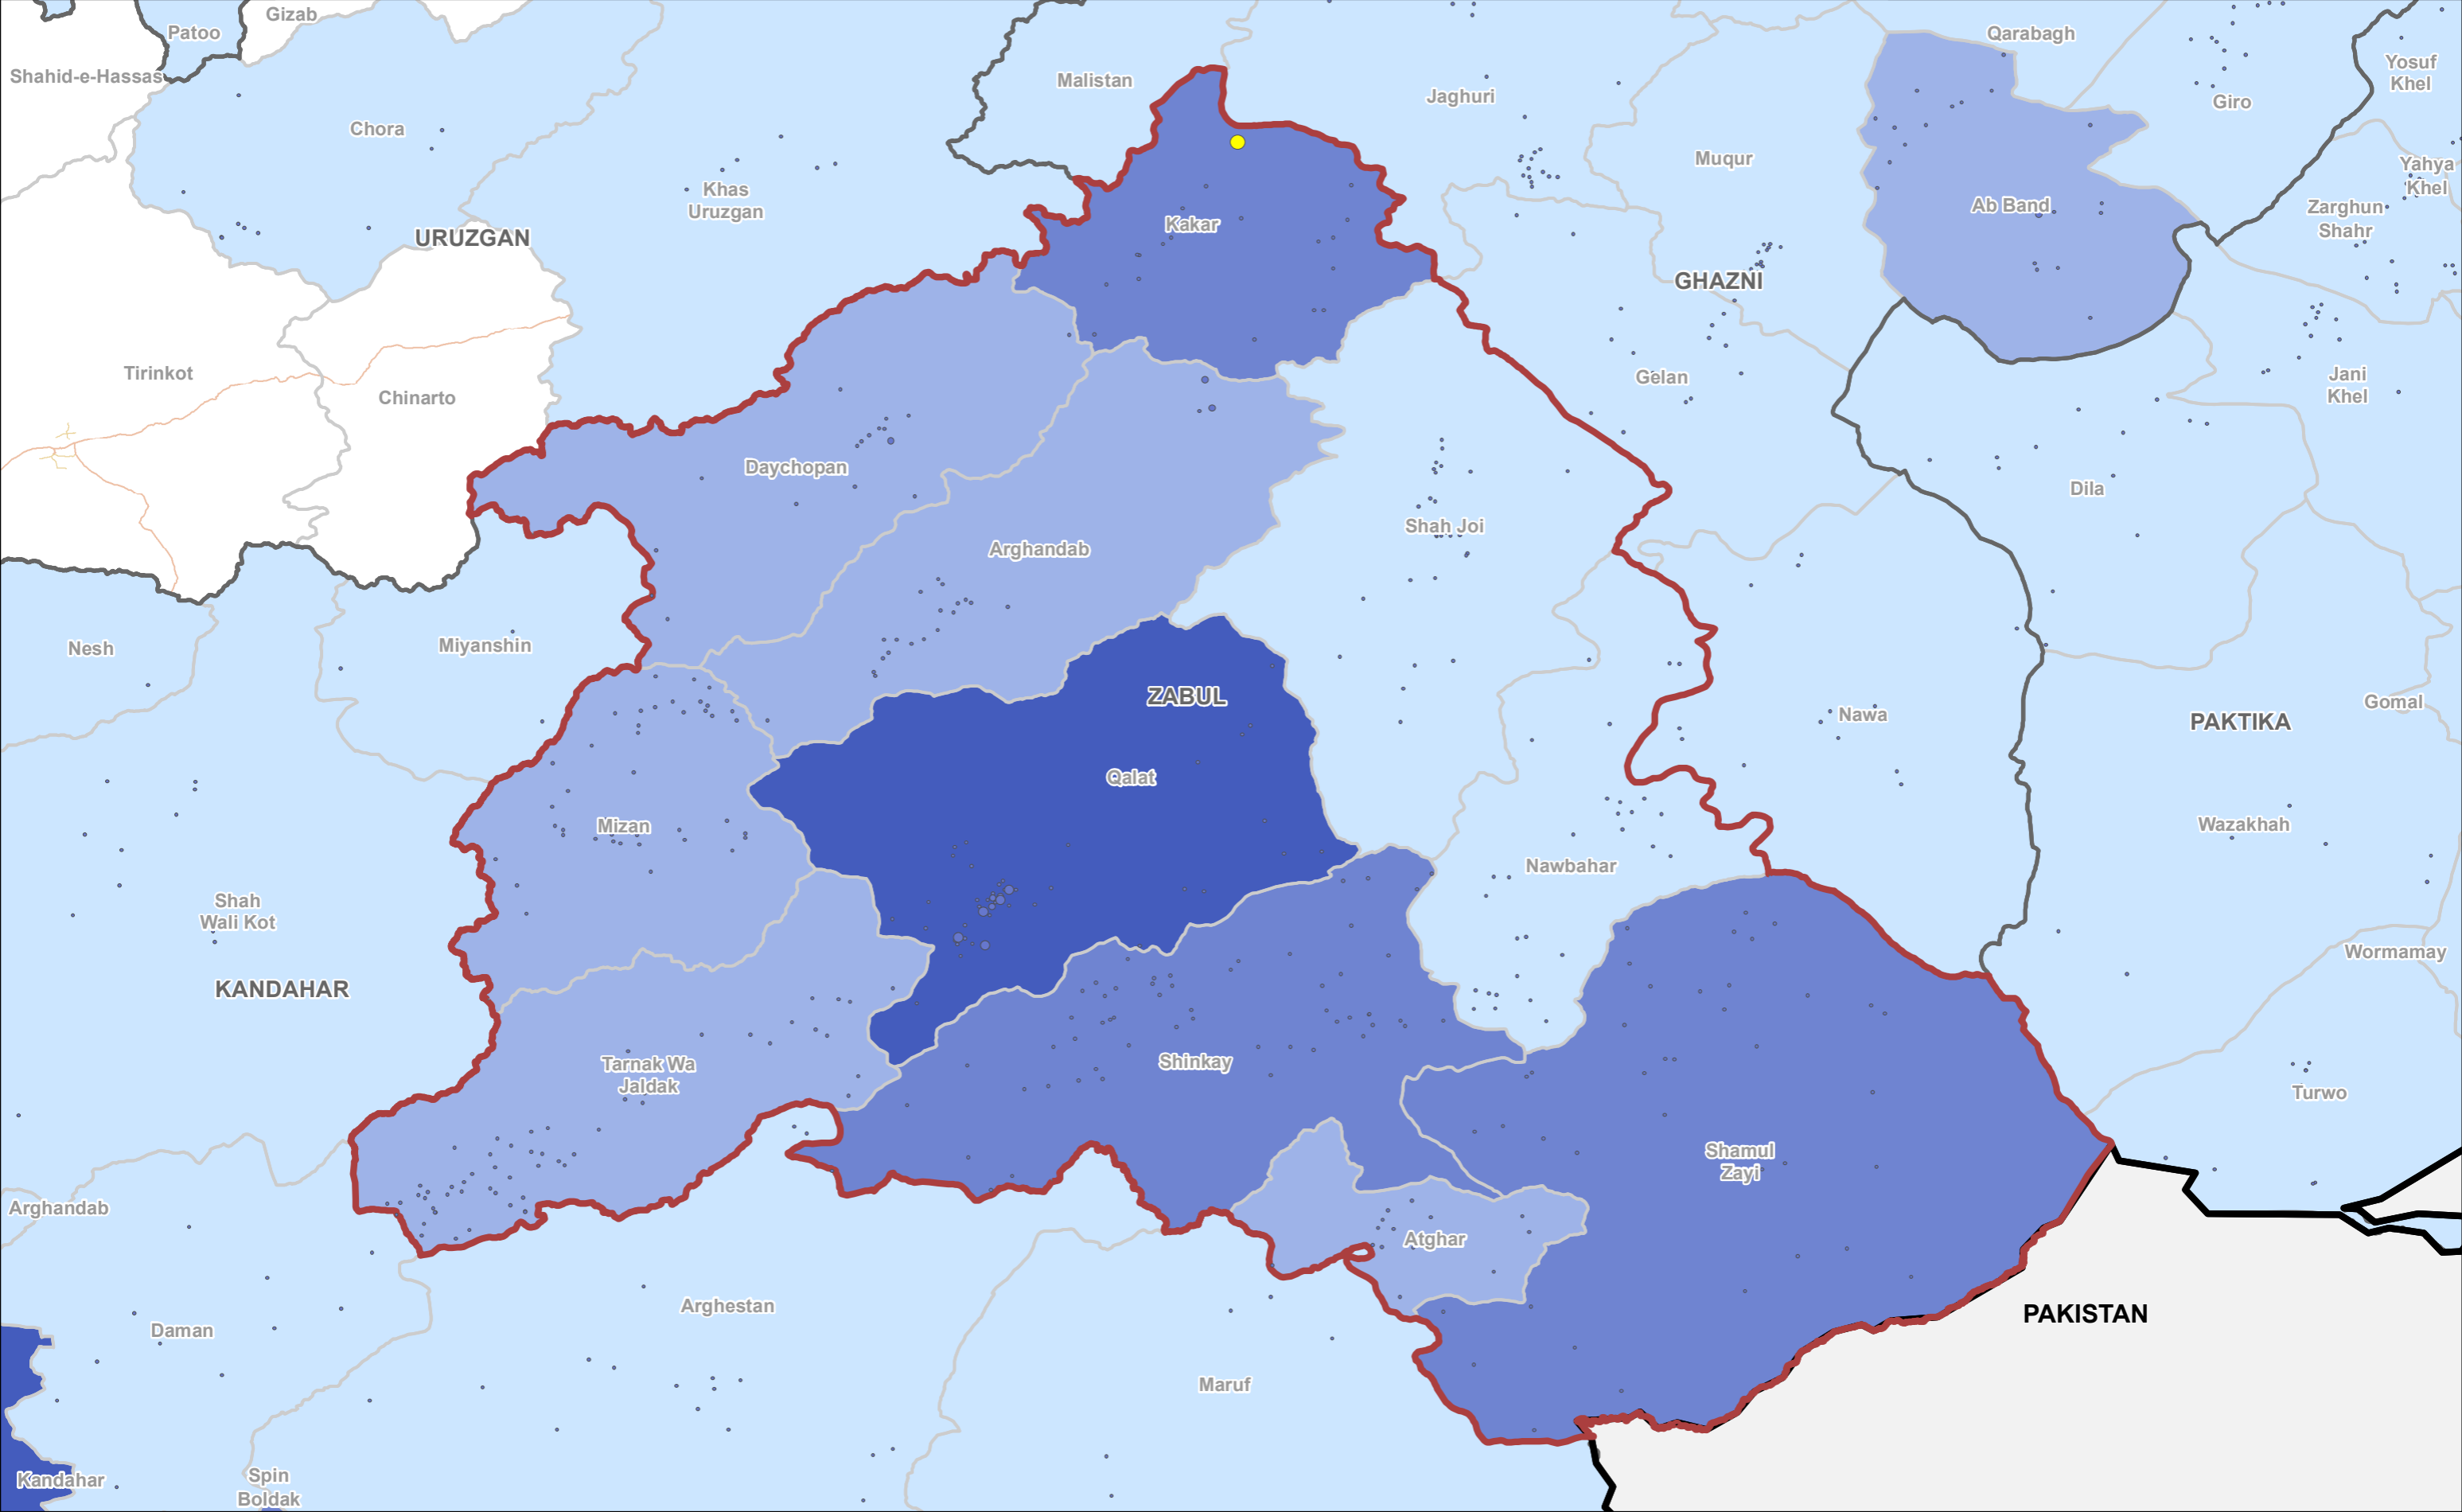 Gizab
Patoo
Qarabagh
Shahid-e-Hassas
Malistan
Jaghuri
Yosuf
Khel
Giro
Chora
Muqur
Yahya
Khel
Khas
Uruzgan
Kakar
Ab Band
Zarghun
Shahr
URUZGAN
GHAZNI
Tirinkot
Chinarto
Gelan
Jani
Khel
Daychopan
Dila
Arghandab
Shah Joi
Nesh
Miyanshin
ZABUL
Nawa
PAKTIKA
Gomal
Qalat
Mizan
Nawbahar
Wazakhah
Shah
Wali Kot
Wormamay
KANDAHAR
Tarnak Wa
Jaldak
Shinkay
Turwo
Shamul
Zayi
Arghandab
Atghar
Arghestan
PAKISTAN
Daman
Maruf
Kandahar
Spin
Boldak